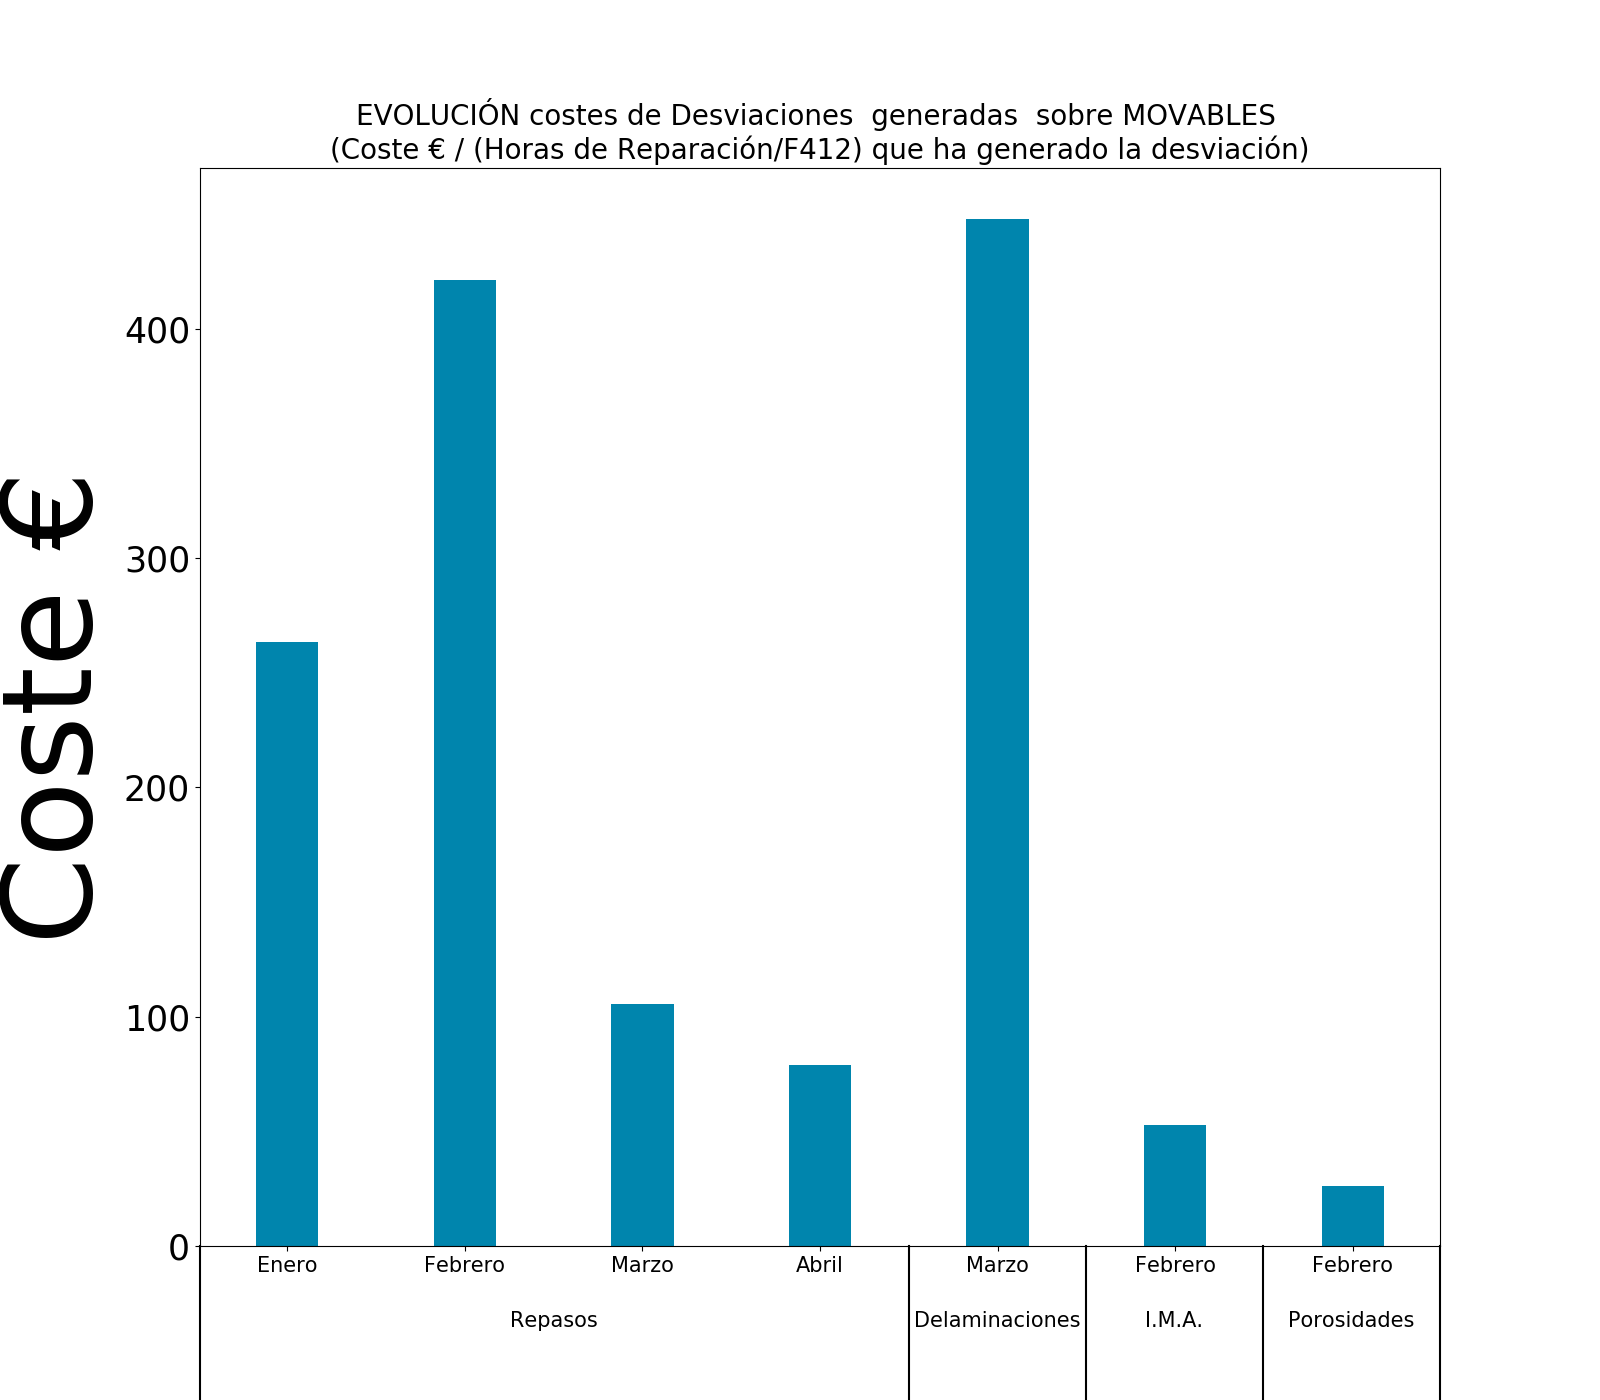 EVOLUCIÓN costes de Desviaciones  generadas  sobre MOVABLES
(Coste € / (Horas de Reparación/F412) que ha generado la desviación)
Coste €
400
300
200
100
0
Enero Febrero Marzo Abril Marzo Febrero Febrero
Repasos Delaminaciones I.M.A. Porosidades